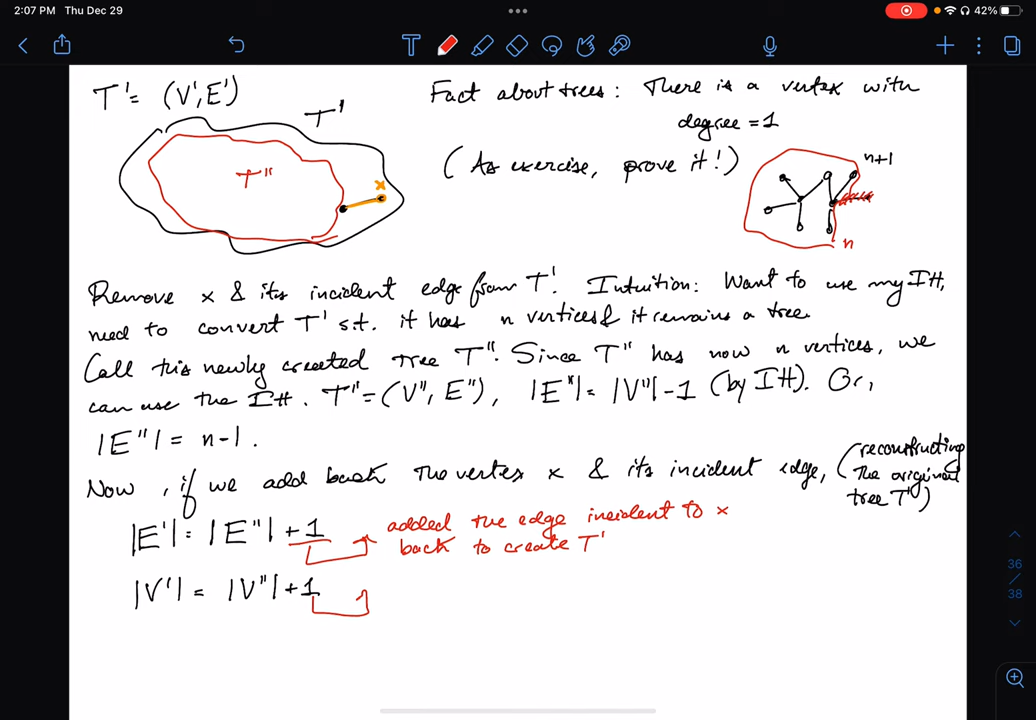 2:07 PM Thu Dec 29
42%
T' = (V', E')
T'
T"
x
Fact about trees : There is a vertex with
degree = 1
(As exercise, prove it!)
n+1
n
Remove x & its incident edge from T'. Intuition: Want to use my IH,
need to convert T' s.t. it has n vertices & it remains a tree.
Call this newly created tree T". Since T" has now n vertices, we
can use the IH. T" = (V", E"), |E"| = |V"| - 1 (by IH). Or,
|E"| = n - 1.
Now, if we add back the vertex x & its incident edge, (reconstructing
the original
tree T')
|E'| = |E"| + 1 added the edge incident to x
back to create T'
|V'| = |V"| + 1
36
/
38